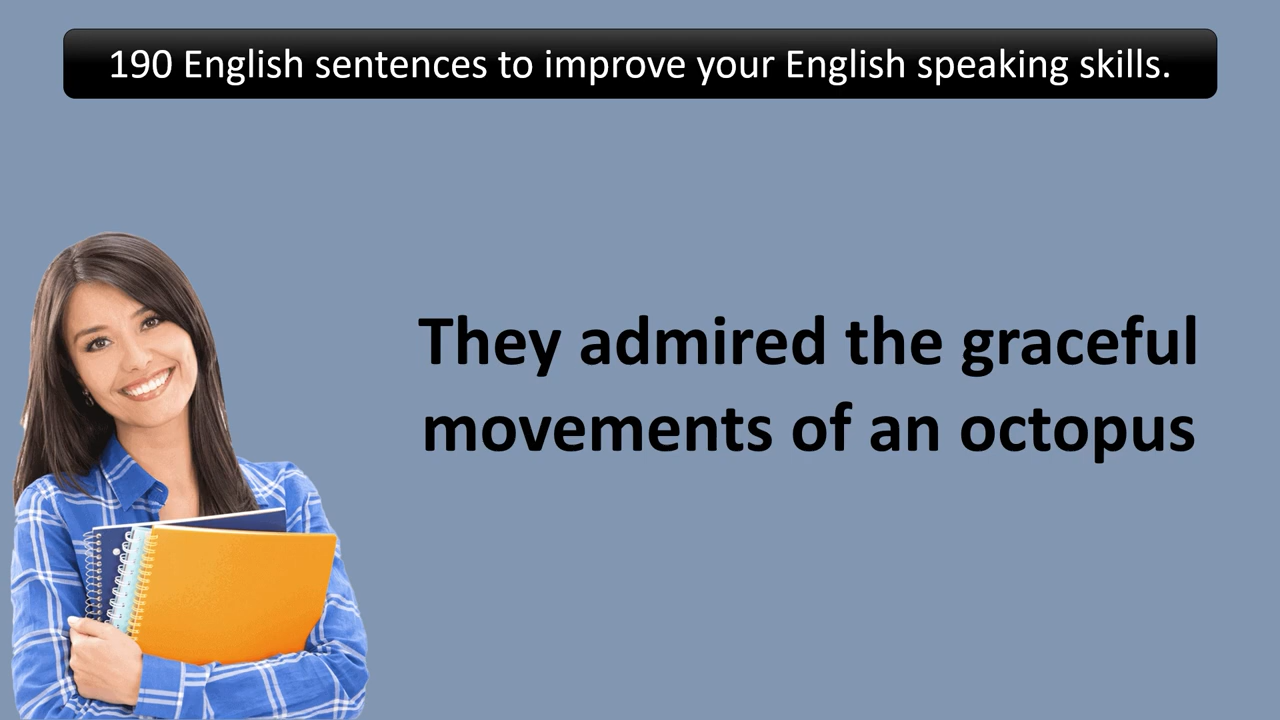 190 English sentences to improve your English speaking skills.
They admired the graceful
movements of an octopus